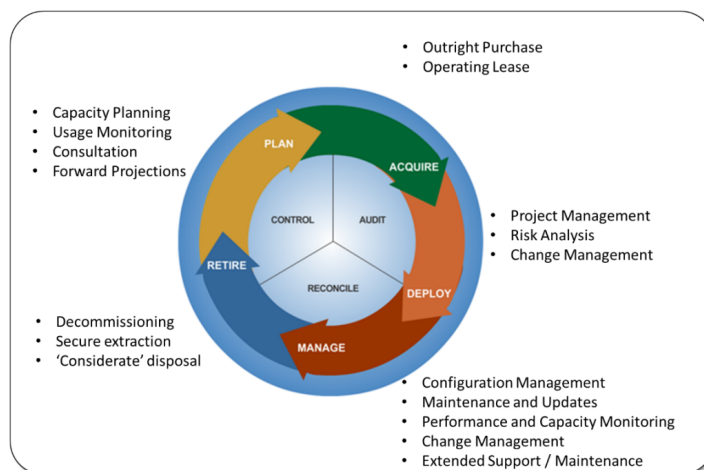 • Outright Purchase
• Operating Lease
• Capacity Planning
• Usage Monitoring
• Consultation
• Forward Projections
PLAN
ACQUIRE
CONTROL
AUDIT
RECONCILE
• Project Management
• Risk Analysis
• Change Management
RETIRE
DEPLOY
MANAGE
• Decommissioning
• Secure extraction
• ‘Considerate’ disposal
• Configuration Management
• Maintenance and Updates
• Performance and Capacity Monitoring
• Change Management
• Extended Support / Maintenance